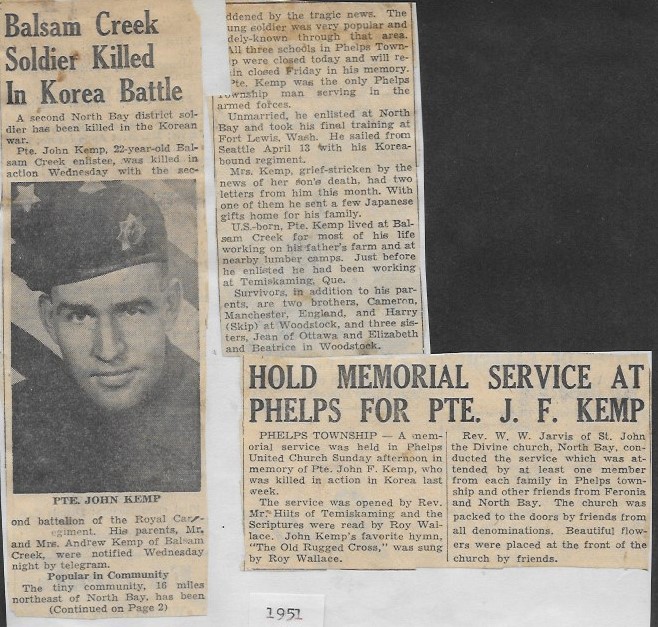 Balsam Creek
Soldier Killed
In Korea Battle
A second North Bay district sol-
dier has been killed in the Korean
war.
Pte. John Kemp, 22-year-old Bal-
sam Creek enlistee, was killed in
action Wednesday with the sec-
PTE. JOHN KEMP
ond battalion of the Royal Can-
egiment. His parents, Mr.
and Mrs. Andrew Kemp of Balsam
Creek, were notified Wednesday
night by telegram.
Popular in Community
The tiny community, 16 miles
northeast of North Bay, has been
(Continued on Page 2)
ddened by the tragic news. The
ung soldier was very popular and
dely-known through that area.
All three schools in Phelps Town-
p were closed today and will re-
in closed Friday in his memory.
Pte. Kemp was the only Phelps
ownship man serving in the
armed forces.
Unmarried, he enlisted at North
Bay and took his final training at
Fort Lewis, Wash. He sailed from
Seattle April 13 with his Korea-
bound regiment.
Mrs. Kemp, grief-stricken by the
news of her son's death, had two
letters from him this month. With
one of them he sent a few Japanese
gifts home for his family.
U.S.-born, Pte. Kemp lived at Bal-
sam Creek for most of his life
working on his father's farm and at
nearby lumber camps. Just before
he enlisted he had been working
at Temiskaming, Que.
Survivors, in addition to his par-
ents, are two brothers, Cameron,
Manchester, England, and Harry
(Skip) at Woodstock, and three sis-
ters, Jean of Ottawa and Elizabeth
and Beatrice in Woodstock.
HOLD MEMORIAL SERVICE AT
PHELPS FOR PTE. J. F. KEMP
PHELPS TOWNSHIP — A mem-
orial service was held in Phelps
United Church Sunday afternoon in
memory of Pte. John F. Kemp, who
was killed in action in Korea last
week.
The service was opened by Rev.
Mr. Hilts of Temiskaming and the
Scriptures were read by Roy Wal-
lace. John Kemp's favorite hymn,
"The Old Rugged Cross," was sung
by Roy Wallace.
Rev. W. W. Jarvis of St. John
the Divine church, North Bay, con-
ducted the service which was at-
tended by at least one member
from each family in Phelps town-
ship and other friends from Feronia
and North Bay. The church was
packed to the doors by friends from
all denominations. Beautiful flow-
ers were placed at the front of the
church by friends.
1951